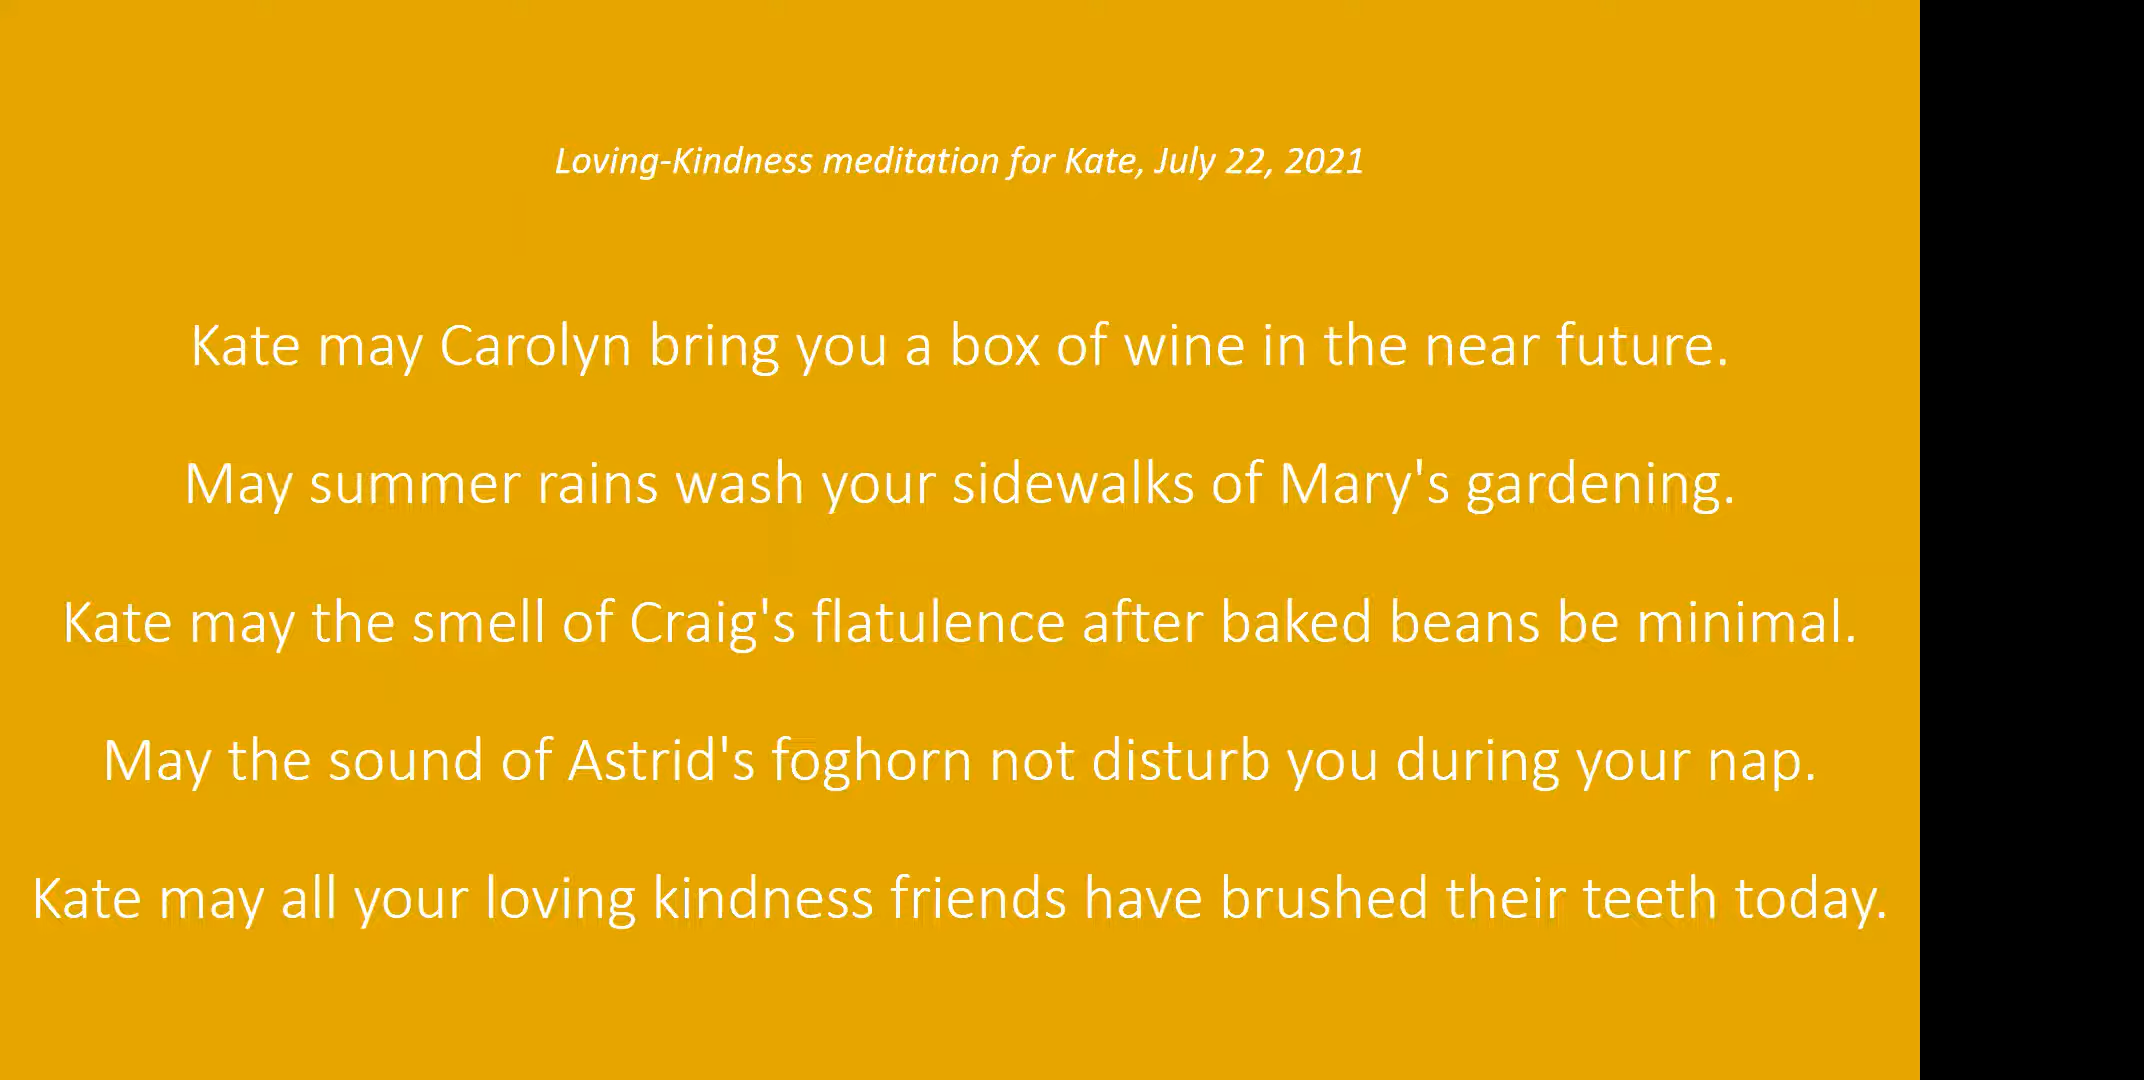 Loving-Kindness meditation for Kate, July 22, 2021
Kate may Carolyn bring you a box of wine in the near future.
May summer rains wash your sidewalks of Mary's gardening.
Kate may the smell of Craig's flatulence after baked beans be minimal.
May the sound of Astrid's foghorn not disturb you during your nap.
Kate may all your loving kindness friends have brushed their teeth today.